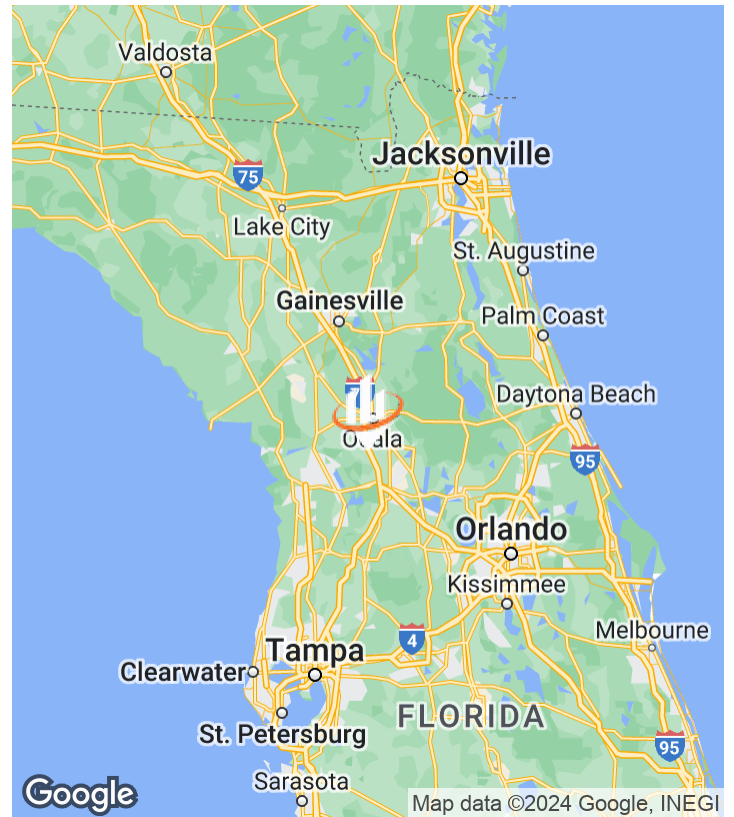 Valdosta
Jacksonville
75
Lake City
St. Augustine
Gainesville
Palm Coast
Daytona Beach
Ocala
95
Orlando
Kissimmee
4
Melbourne
Tampa
Clearwater
FLORIDA
St. Petersburg
95
Sarasota
Google
Map data ©2024 Google, INEGI